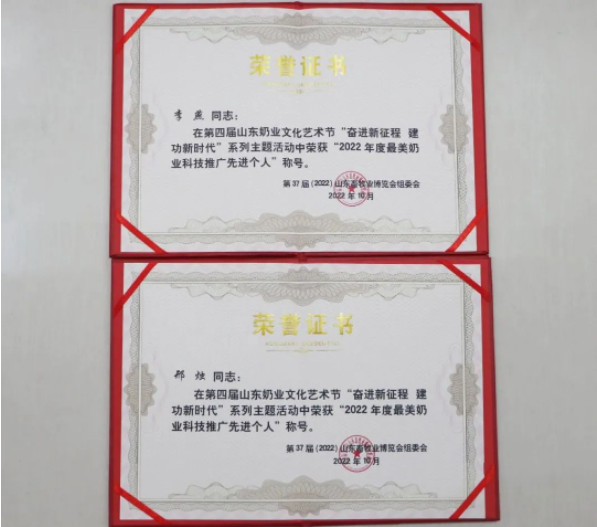 荣誉证书
李燕 同志：
在第四届山东奶业文化艺术节“奋进新征程 建
功新时代”系列主题活动中荣获“2022年度最美奶
业科技推广先进个人”称号。
第37届(2022)山东畜牧业博览会组委会
2022年10月
荣誉证书
同志：
在第四届山东奶业文化艺术节“奋进新征程 建
功新时代”系列主题活动中荣获“2022年度最美奶
业科技推广先进个人”称号。
第37届(2022)山东畜牧业博览会组委会
2022年10月